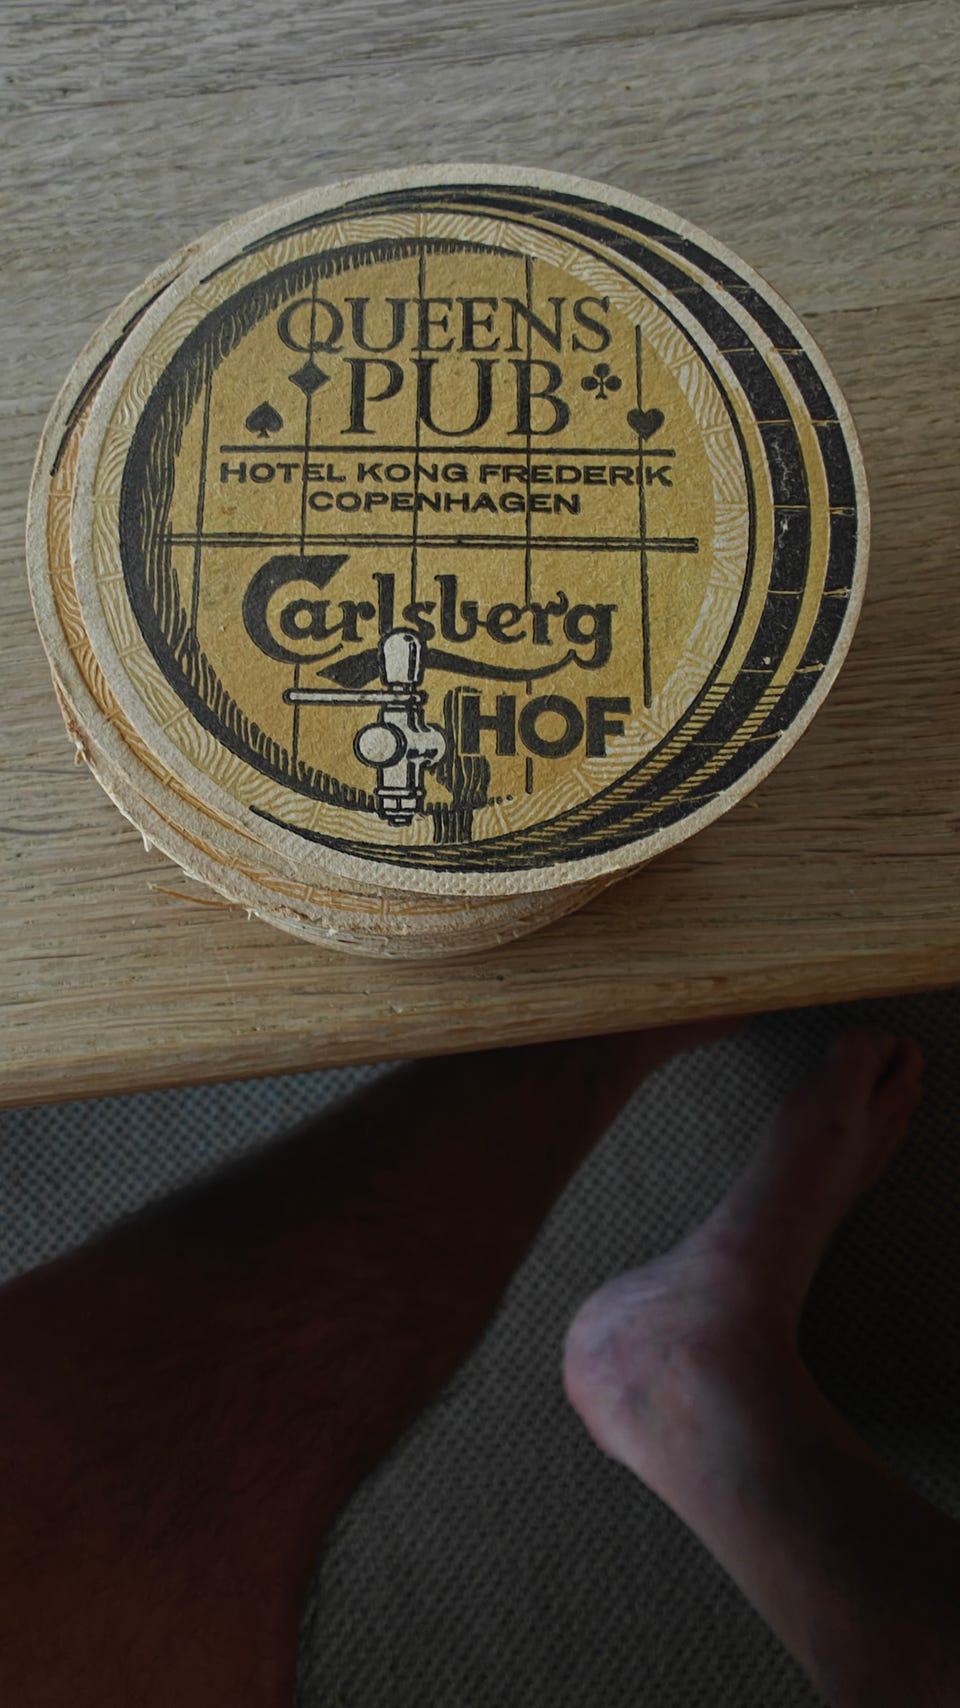 QUEENS
PUB
HOTEL KONG FREDERIK
COPENHAGEN
Carlsberg
HOF